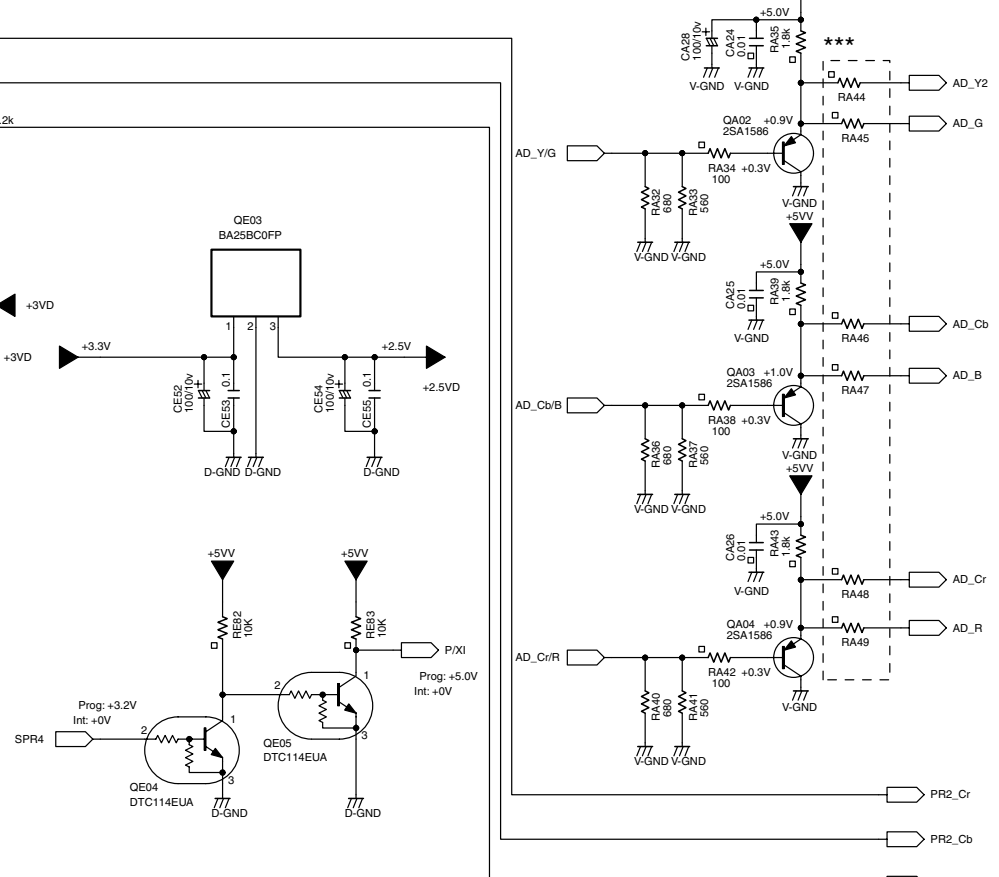 .2k
+5.0V
CA28
100/10v
+
CA24
0.01
RA35
1.8k
V-GND
V-GND
***
AD_Y2
RA44
AD_G
RA45
QA02 +0.9V
2SA1586
AD_Y/G
RA34 +0.3V
100
RA32
680
RA33
560
V-GND
V-GND
V-GND
+5VV
+5.0V
CA25
0.01
RA39
1.8k
V-GND
AD_Cb
RA46
AD_B
RA47
QA03 +1.0V
2SA1586
AD_Cb/B
RA38 +0.3V
100
RA36
680
RA37
560
V-GND
V-GND
V-GND
+5VV
+5.0V
CA26
0.01
RA43
1.8k
V-GND
AD_Cr
RA48
AD_R
RA49
QA04 +0.9V
2SA1586
AD_Cr/R
RA42 +0.3V
100
RA40
680
RA41
560
V-GND
V-GND
V-GND
QE03
BA25BC0FP
1
2
3
+3VD
+3VD
+3.3V
+2.5V
+2.5VD
CE52
100/10v
+
CE53
0.1
CE54
100/10v
+
CE55
0.1
D-GND
D-GND
D-GND
+5VV
+5VV
RE82
10K
RE83
10K
P/XI
Prog: +5.0V
Int: +0V
Prog: +3.2V
Int: +0V
SPR4
2
1
3
2
1
3
QE05
DTC114EUA
QE04
DTC114EUA
D-GND
D-GND
PR2_Cr
PR2_Cb